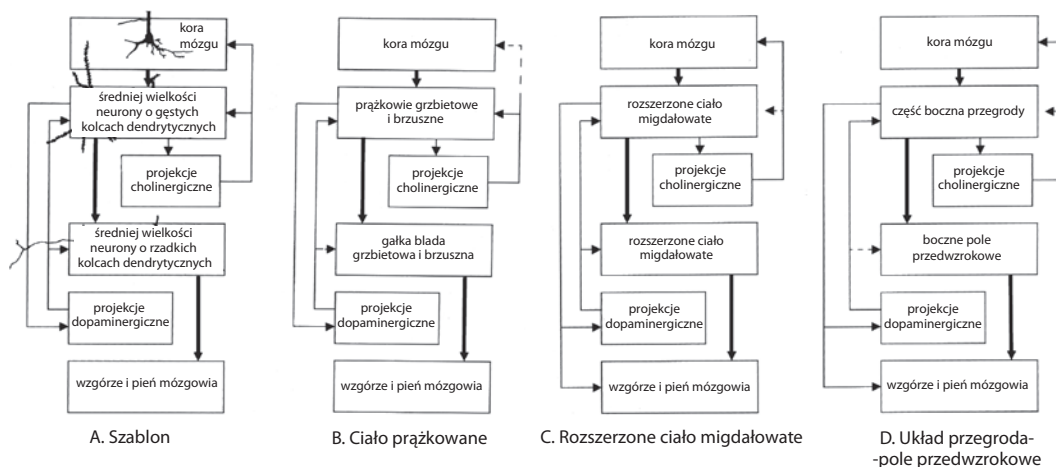 kora
mózgu
średniej wielkości
neurony o gęstych
kolcach dendrytycznych
projekcje
cholinergiczne
średniej wielkości
neurony o rzadkich
kolcach dendrytycznych
projekcje
dopaminergiczne
wzgórze i pień mózgowia
A. Szablon
kora mózgu
prążkowie grzbietowe
i brzuszne
projekcje
cholinergiczne
gałka blada
grzbietowa i brzuszna
projekcje
dopaminergiczne
wzgórze i pień mózgowia
B. Ciało prążkowane
kora mózgu
rozszerzone ciało
migdałowate
projekcje
cholinergiczne
rozszerzone ciało
migdałowate
projekcje
dopaminergiczne
wzgórze i pień mózgowia
C. Rozszerzone ciało migdałowate
kora mózgu
część boczna przegrody
projekcje
cholinergiczne
boczne pole
przedwzrokowe
projekcje
dopaminergiczne
wzgórze i pień mózgowia
D. Układ przegroda-
-pole przedwzrokowe